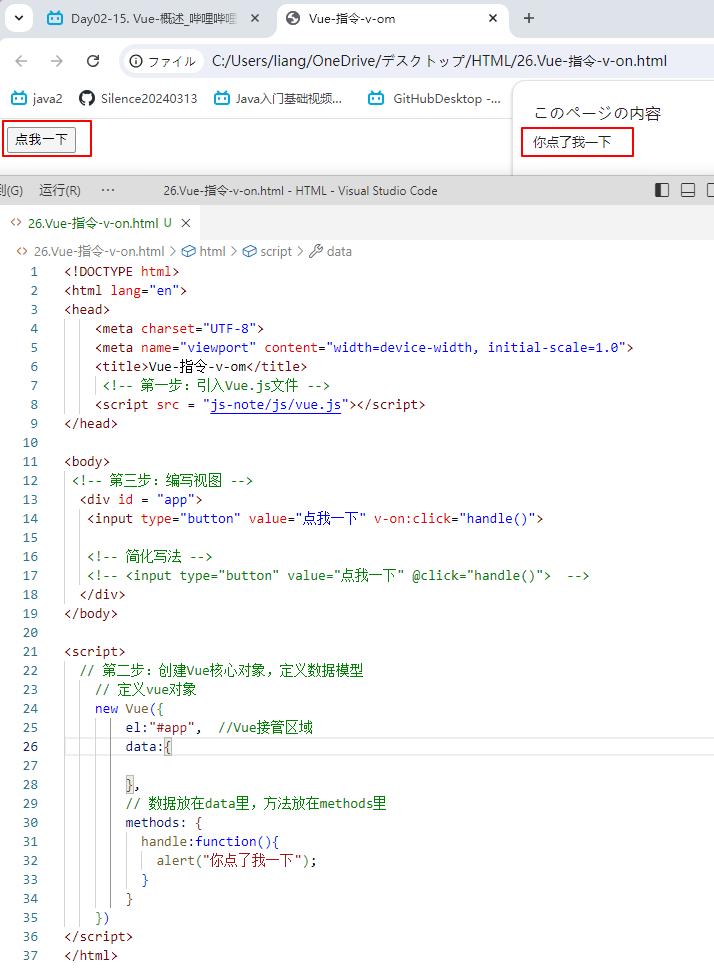 Day02-15. Vue-概述_哔哩哔哩
Vue-指令-v-om
ファイル
C:/Users/liang/OneDrive/デスクトップ/HTML/26.Vue-指令-v-on.html
java2
Silence20240313
Java入门基础视频...
GitHubDesktop -...
このページの内容
点我一下
你点了我一下
到(G)
运行(R)
...
26.Vue-指令-v-on.html - HTML - Visual Studio Code
<> 26.Vue-指令-v-on.html U
<> 26.Vue-指令-v-on.html > html > script > data
1 <!DOCTYPE html>
2 <html lang="en">
3 <head>
4 <meta charset="UTF-8">
5 <meta name="viewport" content="width=device-width, initial-scale=1.0">
6 <title>Vue-指令-v-om</title>
7 <!-- 第一步：引入Vue.js文件 -->
8 <script src = "js-note/js/vue.js"></script>
9 </head>
10
11 <body>
12 <!-- 第三步：编写视图 -->
13 <div id = "app">
14 <input type="button" value="点我一下" v-on:click="handle()">
15
16 <!-- 简化写法 -->
17 <!-- <input type="button" value="点我一下" @click="handle()"> -->
18 </div>
19 </body>
20
21 <script>
22 // 第二步：创建Vue核心对象，定义数据模型
23 // 定义vue对象
24 new Vue({
25 el:"#app", //Vue接管区域
26 data:{
27
28 },
29 // 数据放在data里，方法放在methods里
30 methods: {
31 handle:function(){
32 alert("你点了我一下");
33 }
34 }
35 })
36 </script>
37 </html>